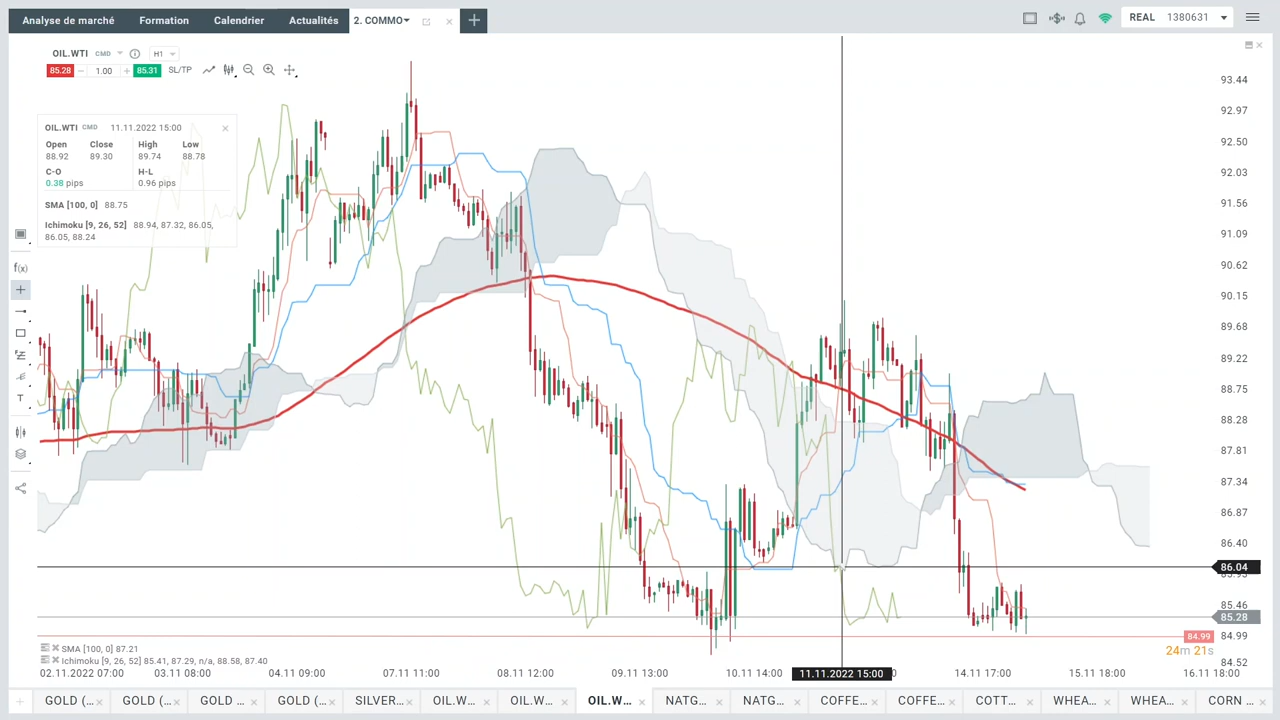 Analyse de marché Formation Calendrier Actualités 2. COMMO REAL 1380631
OIL.WTI CMD H1
85.28 1.00 85.31 SL/TP
OIL.WTI CMD 11.11.2022 15:00
Open Close High Low
88.92 89.30 89.74 88.78
C-O H-L
0.38 pips 0.96 pips
SMA [100, 0] 88.75
Ichimoku [9, 26, 52] 88.94, 87.32, 86.05,
86.05, 88.24
f(x)
T
93.44
92.97
92.50
92.03
91.56
91.09
90.62
90.15
89.68
89.22
88.75
88.28
87.81
87.34
86.87
86.40
86.04
85.93
85.46
85.28
84.99
84.99
24m 21s
84.52
SMA [100, 0] 87.21
Ichimoku [9, 26, 52] 85.41, 87.29, n/a, 88.58, 87.40
02.11.2022 07:0 08:00 04.11 09:00 07.11 11:00 08.11 12:00 09.11 13:00 10.11 14:00 11.11.2022 15:00 14.11 17:00 15.11 18:00 16.11 18:00
GOLD (... GOLD (... GOLD ... GOLD (... SILVER... OIL.W... OIL.W... OIL.W... NATG... NATG... COFFE... COFFE... COTT... WHEA... WHEA... CORN ...